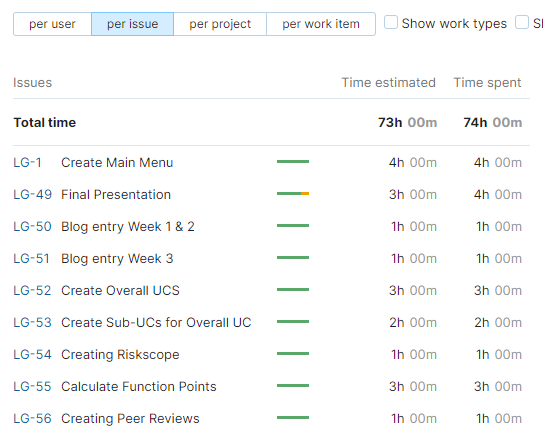 per user per issue per project per work item Show work types
Issues Time estimated Time spent
Total time 73h 00m 74h 00m
LG-1 Create Main Menu 4h 00m 4h 00m
LG-49 Final Presentation 3h 00m 4h 00m
LG-50 Blog entry Week 1 & 2 1h 00m 1h 00m
LG-51 Blog entry Week 3 1h 00m 1h 00m
LG-52 Create Overall UCS 3h 00m 3h 00m
LG-53 Create Sub-UCs for Overall UC 2h 00m 2h 00m
LG-54 Creating Riskscope 1h 00m 1h 00m
LG-55 Calculate Function Points 3h 00m 3h 00m
LG-56 Creating Peer Reviews 1h 00m 1h 00m